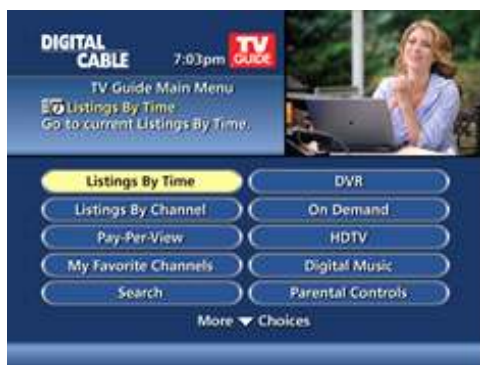 DIGITAL
CABLE
7:03pm
TV
GUIDE
TV Guide Main Menu
Listings By Time
Go to current Listings By Time.
Listings By Time
DVR
Listings By Channel
On Demand
Pay-Per-View
HDTV
My Favorite Channels
Digital Music
Search
Parental Controls
More ▼ Choices